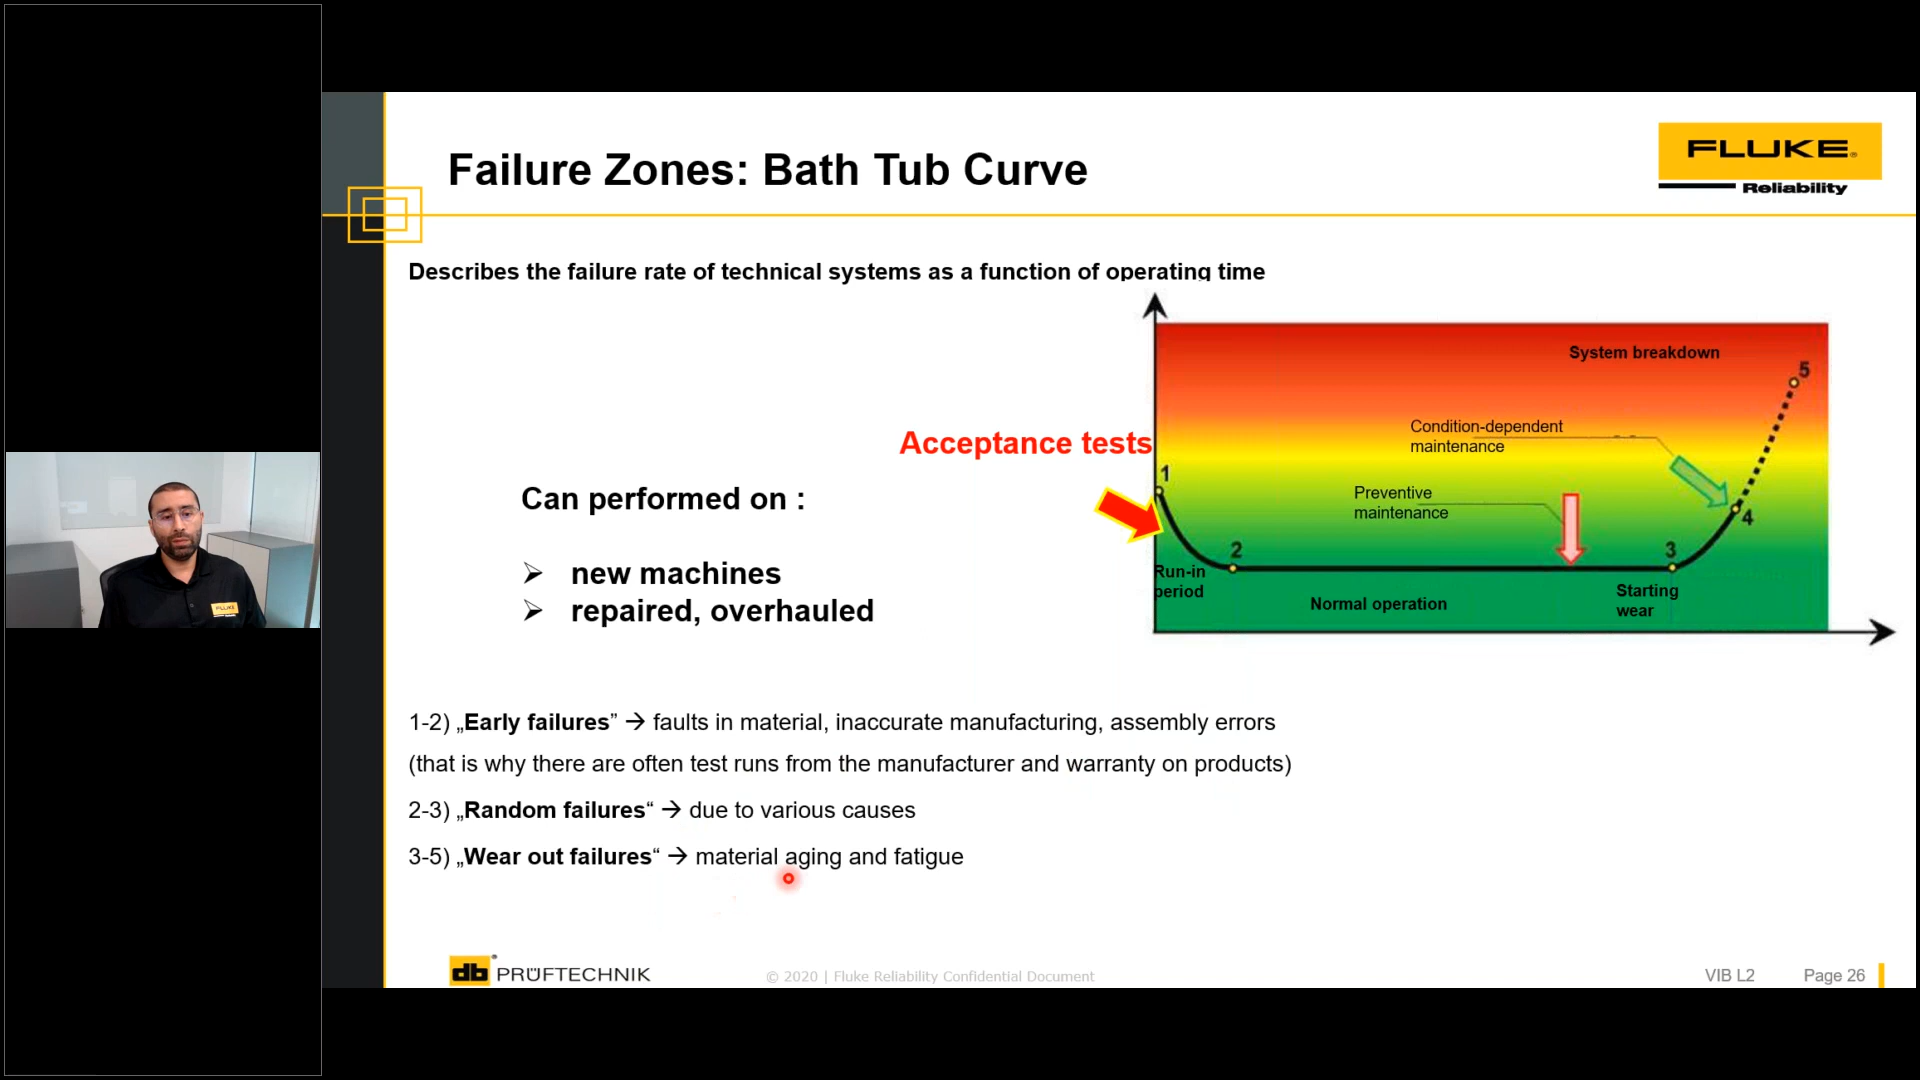 Failure Zones: Bath Tub Curve
FLUKE®
Reliability
Describes the failure rate of technical systems as a function of operating time
System breakdown
5
Condition-dependent
maintenance
Acceptance tests
1
Preventive
maintenance
4
Can performed on :
2
3
Run-in
period
Normal operation
Starting
wear
➢ new machines
➢ repaired, overhauled
FLUKE
1-2) „Early failures” → faults in material, inaccurate manufacturing, assembly errors
(that is why there are often test runs from the manufacturer and warranty on products)
2-3) „Random failures“ → due to various causes
3-5) „Wear out failures“ → material aging and fatigue
db® PRÜFTECHNIK
© 2020 | Fluke Reliability Confidential Document
VIB L2
Page 26